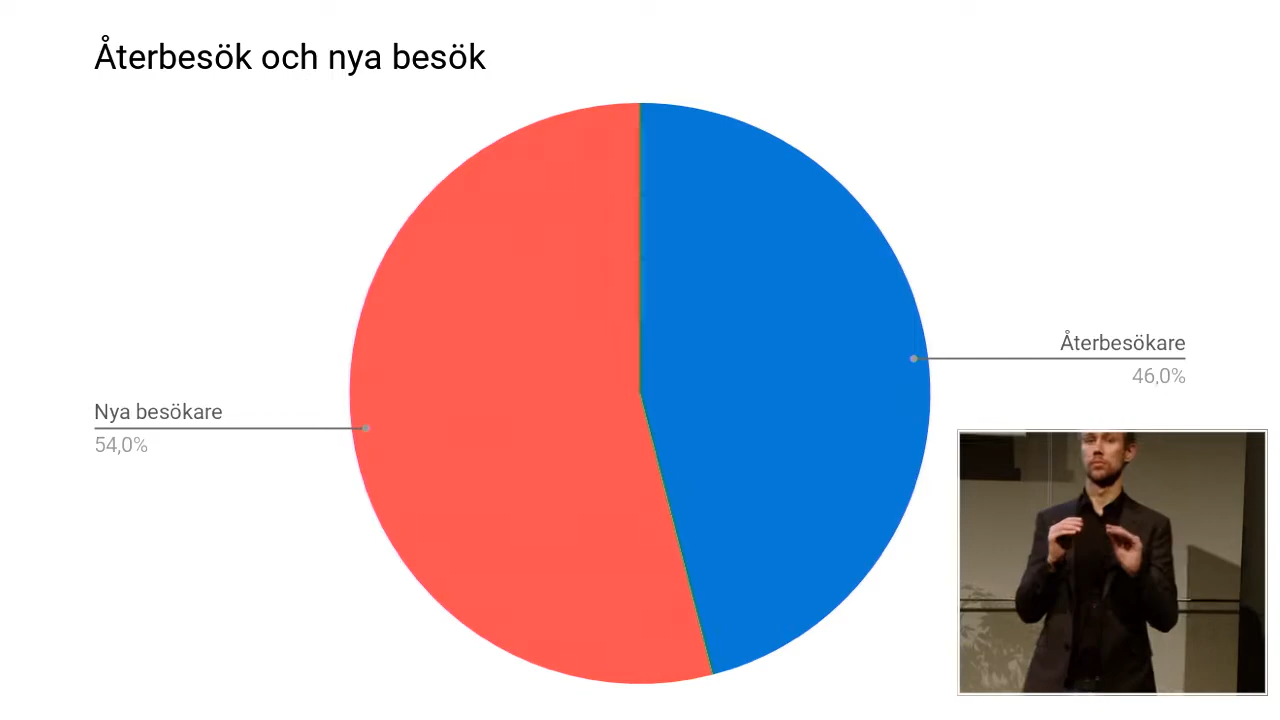 Återbesök och nya besök
Återbesökare
46,0%
Nya besökare
54,0%